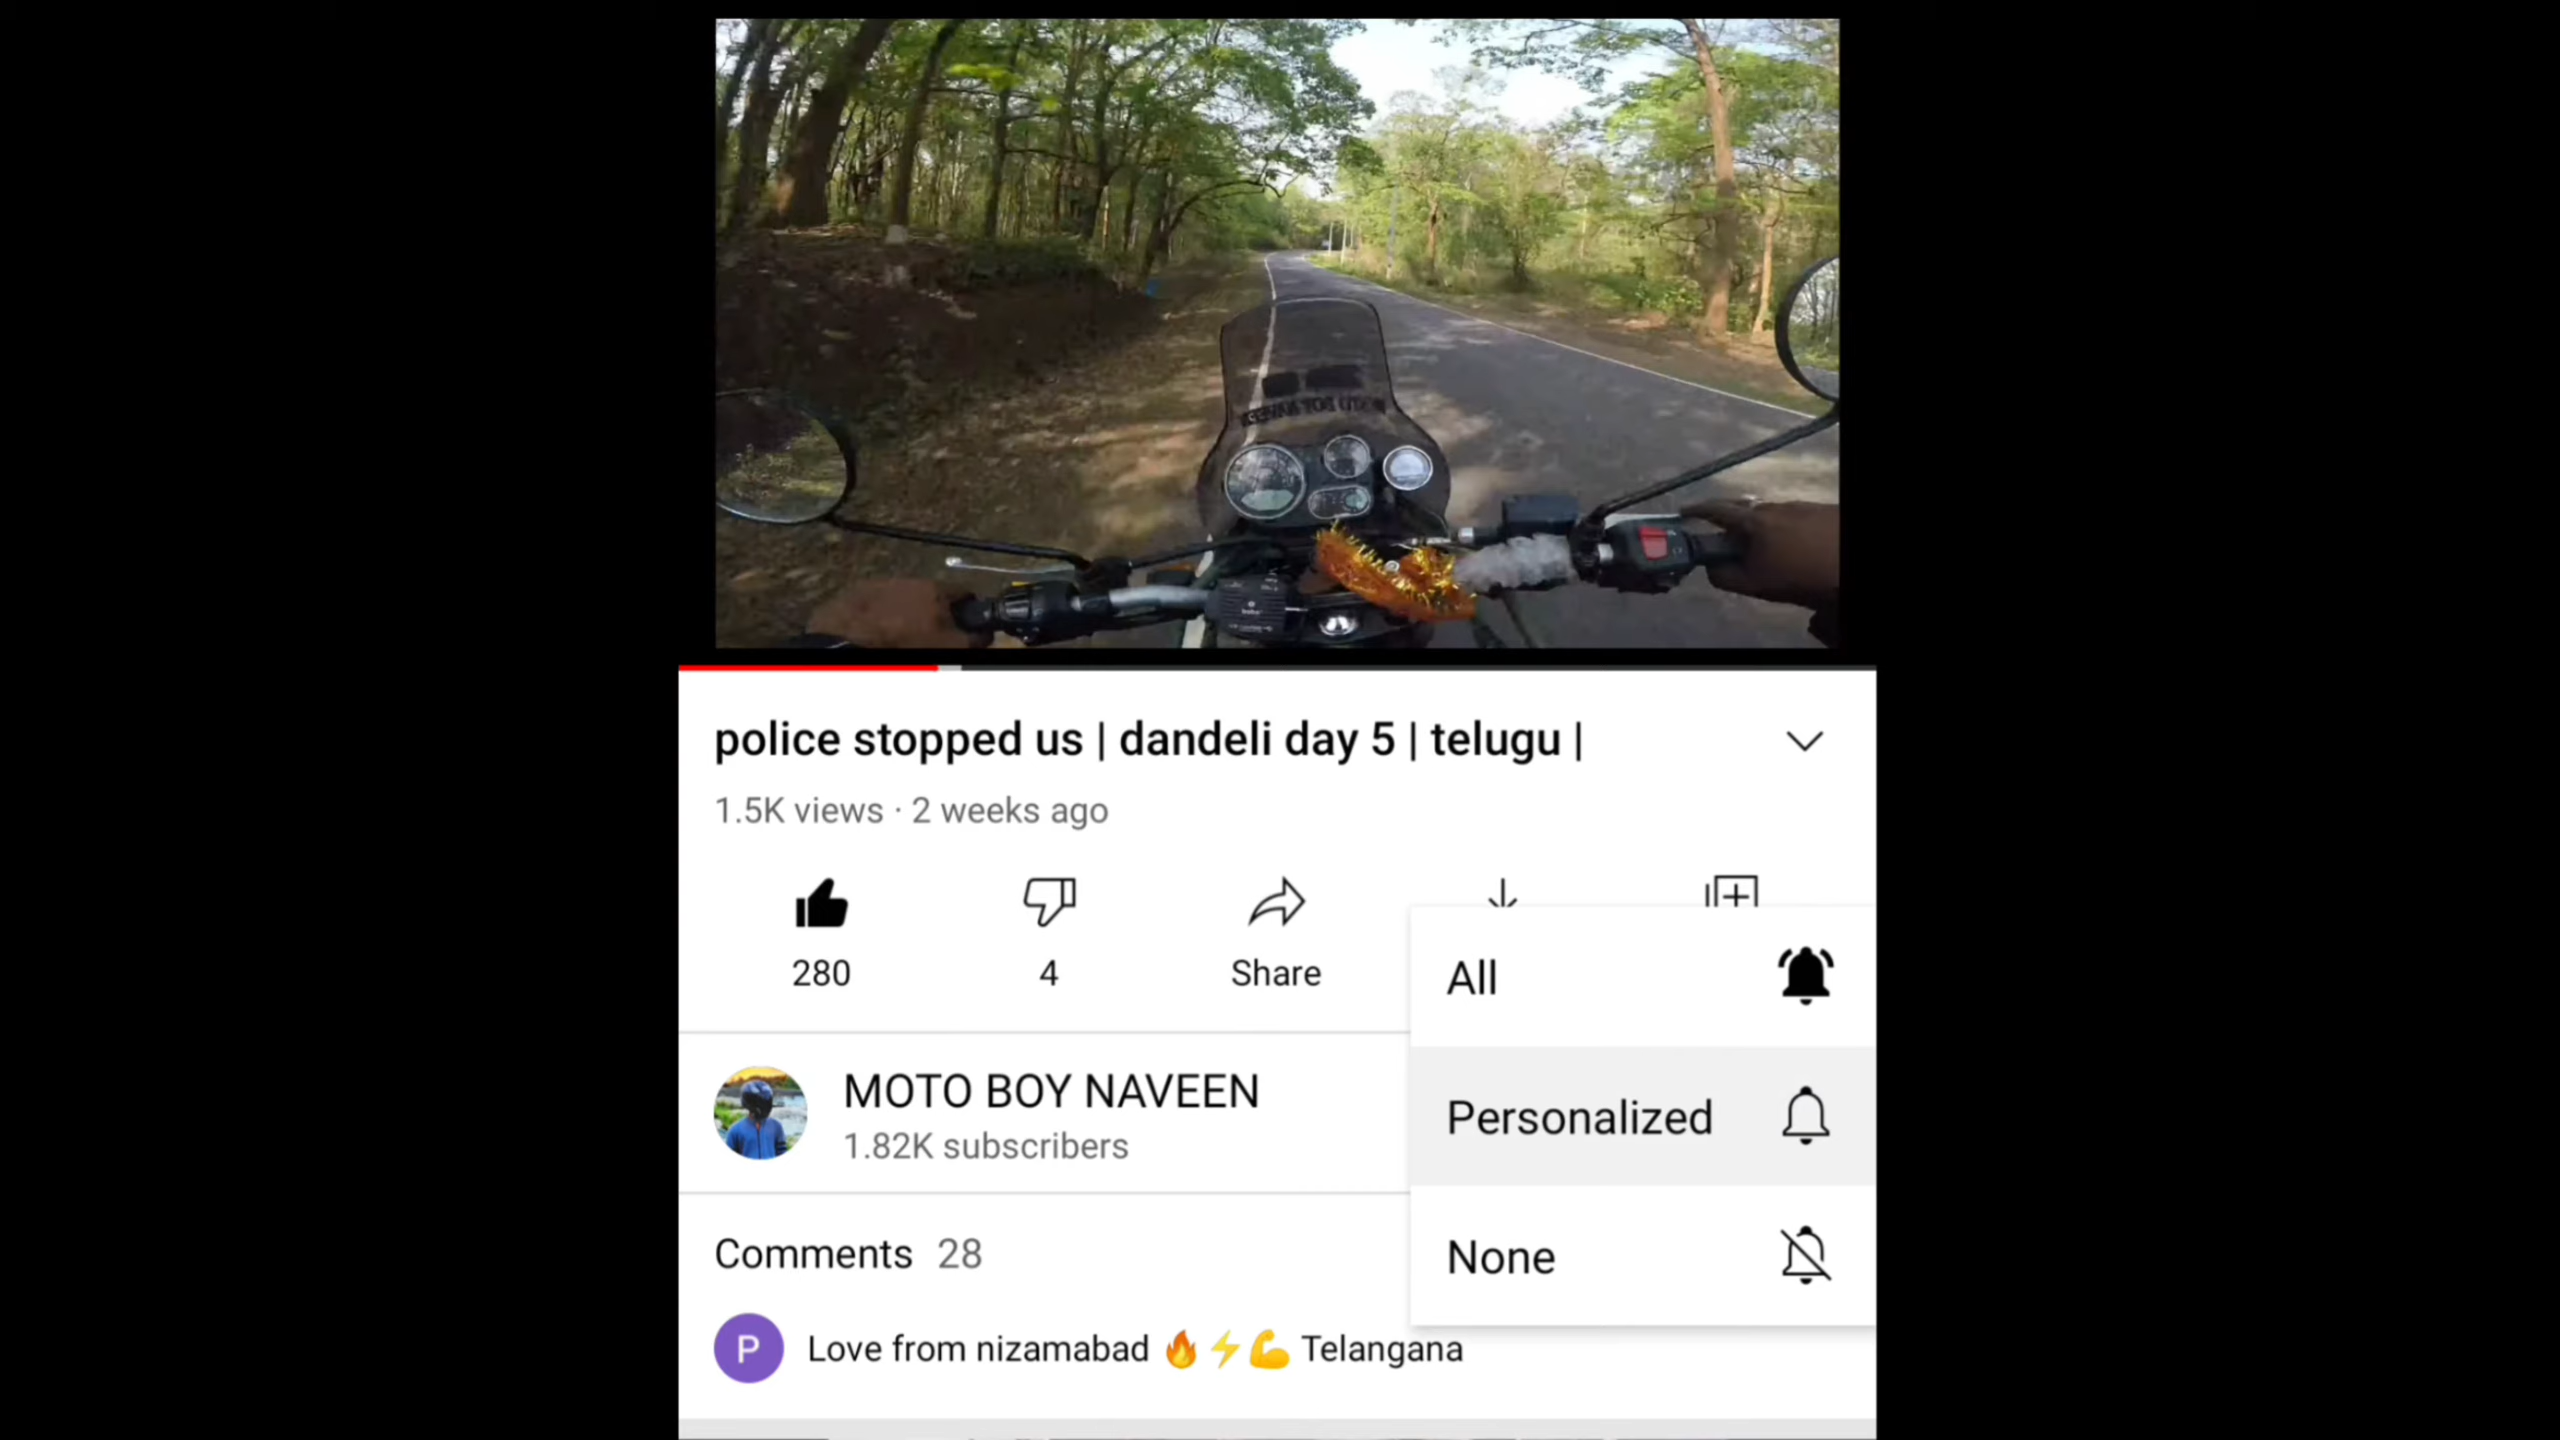 police stopped us | dandeli day 5 | telugu |
1.5K views · 2 weeks ago
280
4
Share
All
MOTO BOY NAVEEN
1.82K subscribers
Personalized
Comments 28
None
P
Love from nizamabad 🔥⚡💪 Telangana